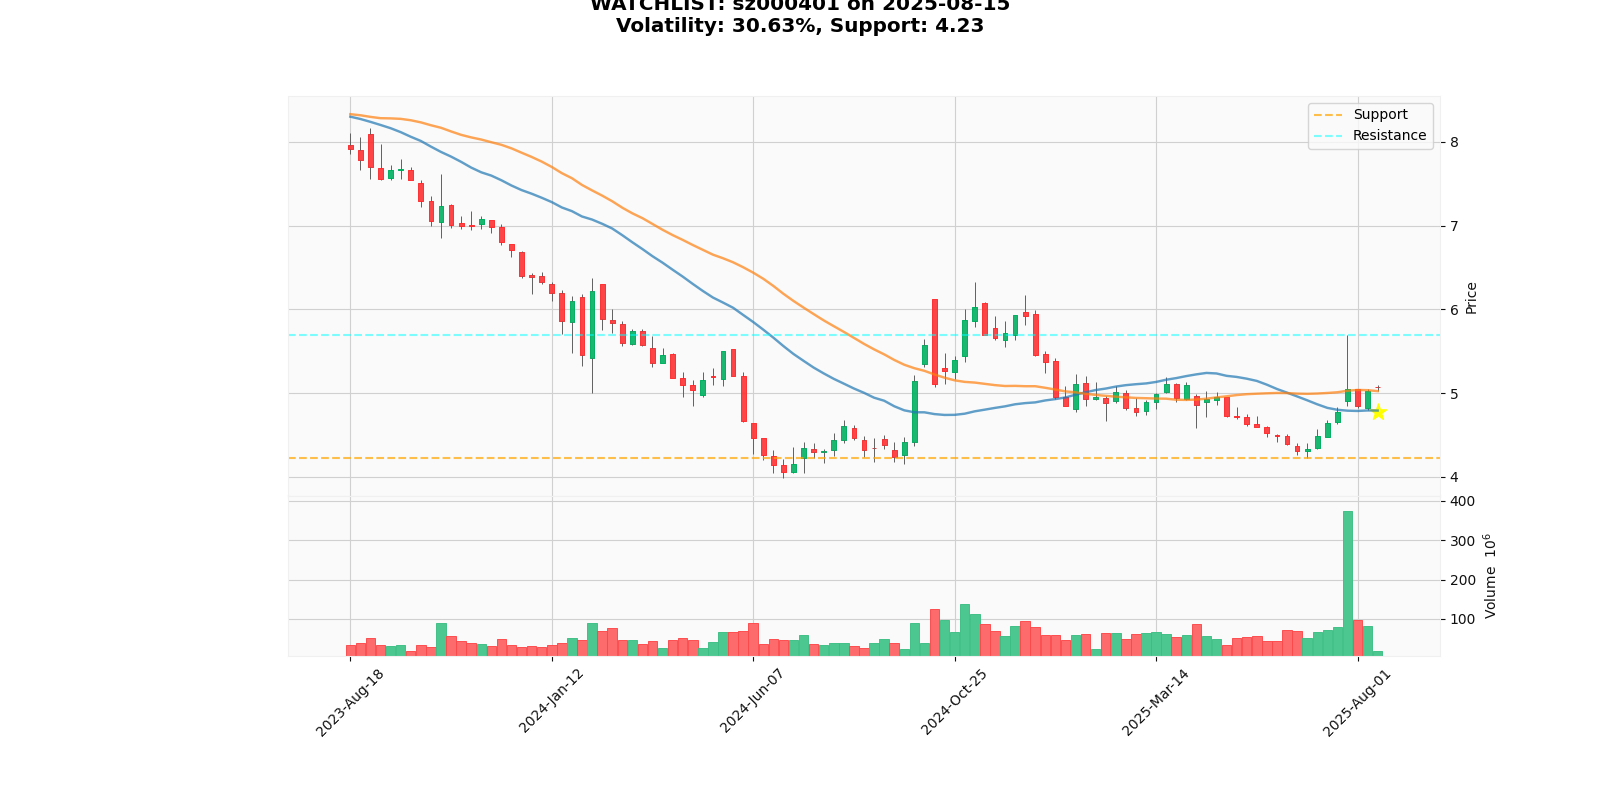 WATCHLIST: sz000401 on 2025-08-15
Volatility: 30.63%, Support: 4.23
Support
Resistance
8
7
6
5
4
Price
400
300
200
100
Volume 10^6
2023-Aug-18
2024-Jan-12
2024-Jun-07
2024-Oct-25
2025-Mar-14
2025-Aug-01